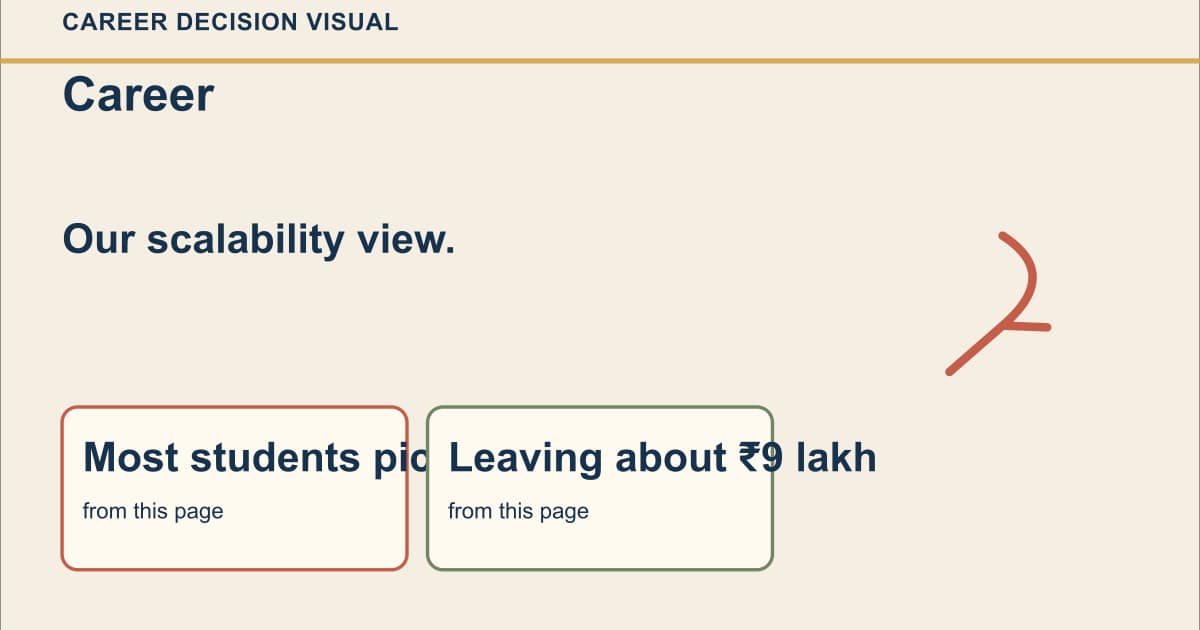 CAREER DECISION VISUAL
Career
Our scalability view.
Most students pic
Leaving about ₹9 lakh
from this page
from this page